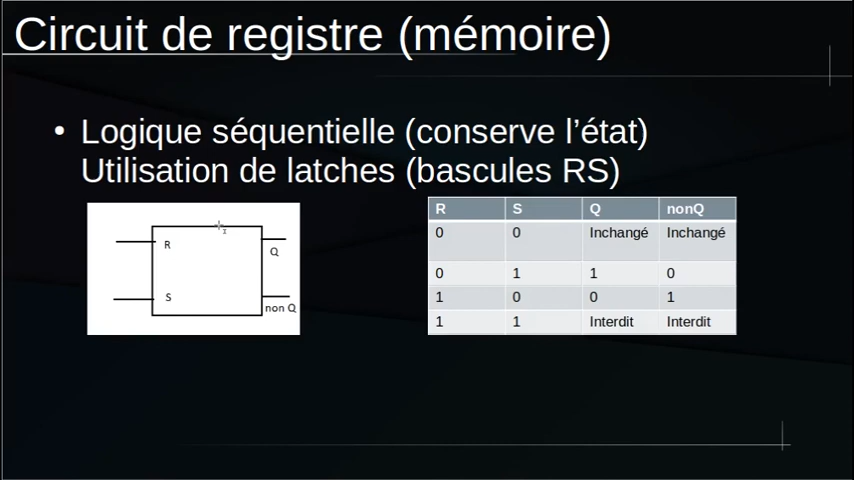 Circuit de registre (mémoire)
• Logique séquentielle (conserve l’état)
Utilisation de latches (bascules RS)
R
S
Q
non Q
R S Q nonQ
0 0 Inchangé Inchangé
0 1 1 0
1 0 0 1
1 1 Interdit Interdit